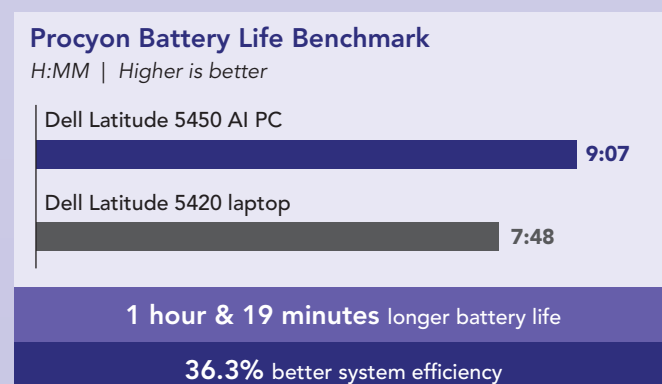 Procyon Battery Life Benchmark
H:MM | Higher is better
Dell Latitude 5450 AI PC
9:07
Dell Latitude 5420 laptop
7:48
1 hour & 19 minutes longer battery life
36.3% better system efficiency